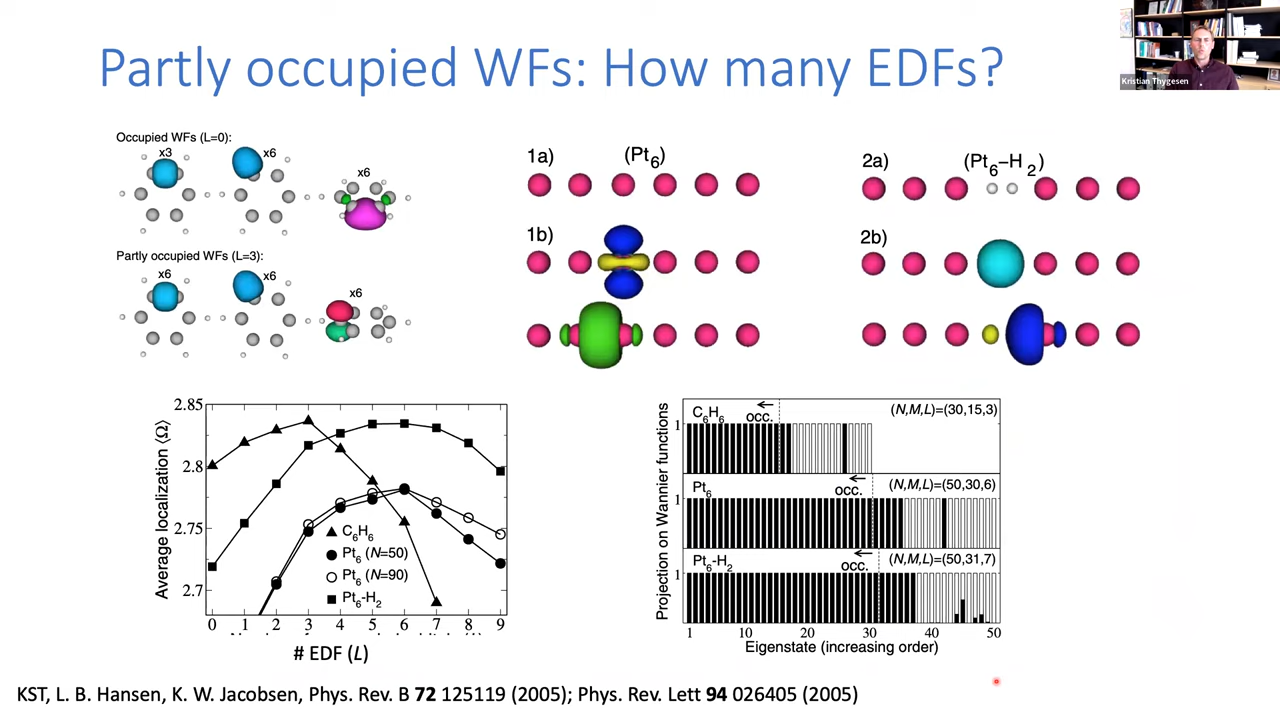 Partly occupied WFs: How many EDFs?
Kristian Thygesen
Occupied WFs (L=0):
x3
x6
x6
Partly occupied WFs (L=3):
x6
x6
x6
1a)
(Pt6)
1b)
2a)
(Pt6–H2)
2b)
Average localization ⟨Ω⟩
2.85
2.8
2.75
2.7
C6H6
Pt6 (N=50)
Pt6 (N=90)
Pt6-H2
0 1 2 3 4 5 6 7 8 9
# EDF (L)
Projection on Wannier functions
C6H6
occ.
(N,M,L)=(30,15,3)
1
Pt6
occ.
(N,M,L)=(50,30,6)
1
Pt6-H2
occ.
(N,M,L)=(50,31,7)
1
1 10 20 30 40 50
Eigenstate (increasing order)
KST, L. B. Hansen, K. W. Jacobsen, Phys. Rev. B 72 125119 (2005); Phys. Rev. Lett 94 026405 (2005)